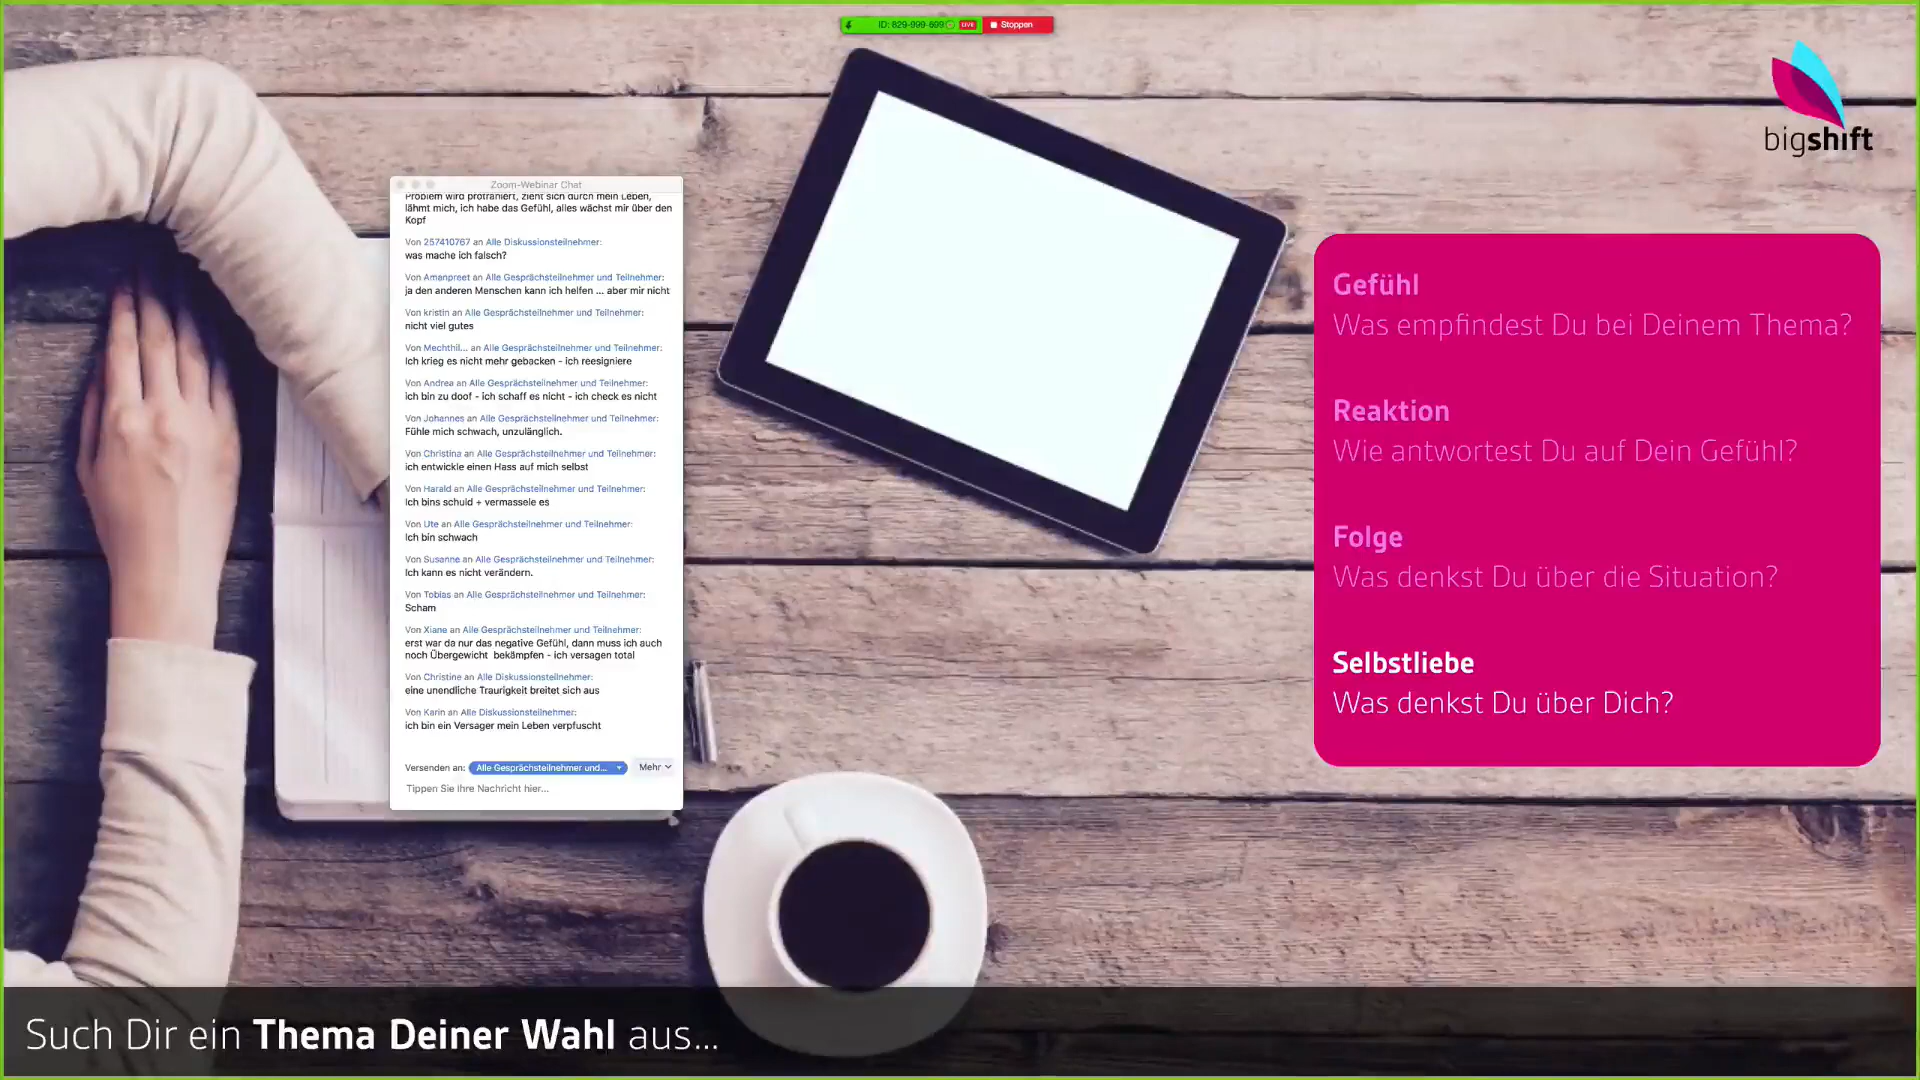 ID: 829-999-699
LIVE
Stoppen
bigshift
Zoom-Webinar Chat
Problem wird protraniert, zieht sich durch mein Leben,
lähmt mich, ich habe das Gefühl, alles wächst mir über den
Kopf
Von 257410767 an Alle Diskussionsteilnehmer:
was mache ich falsch?
Von Amanpreet an Alle Gesprächsteilnehmer und Teilnehmer:
ja den anderen Menschen kann ich helfen ... aber mir nicht
Von kristin an Alle Gesprächsteilnehmer und Teilnehmer:
nicht viel gutes
Von Mechthil... an Alle Gesprächsteilnehmer und Teilnehmer:
Ich krieg es nicht mehr gebacken - ich reesigniere
Von Andrea an Alle Gesprächsteilnehmer und Teilnehmer:
ich bin zu doof - ich schaff es nicht - ich check es nicht
Von Johannes an Alle Gesprächsteilnehmer und Teilnehmer:
Fühle mich schwach, unzulänglich.
Von Christina an Alle Gesprächsteilnehmer und Teilnehmer:
ich entwickle einen Hass auf mich selbst
Von Harald an Alle Gesprächsteilnehmer und Teilnehmer:
Ich bins schuid + vermassele es
Von Ute an Alle Gesprächsteilnehmer und Teilnehmer:
Ich bin schwach
Von Susanne an Alle Gesprächsteilnehmer und Teilnehmer:
Ich kann es nicht verändern.
Von Tobias an Alle Gesprächsteilnehmer und Teilnehmer:
Scham
Von Xiane an Alle Gesprächsteilnehmer und Teilnehmer:
erst war da nur das negative Gefühl, dann muss ich auch
noch Übergewicht bekämpfen - ich versagen total
Von Christine an Alle Diskussionsteilnehmer:
eine unendliche Traurigkeit breitet sich aus
Von Karin an Alle Diskussionsteilnehmer:
ich bin ein Versager mein Leben verpfuscht
Versenden an: Alle Gesprächsteilnehmer und... Mehr
Tippen Sie Ihre Nachricht hier...
Gefühl
Was empfindest Du bei Deinem Thema?
Reaktion
Wie antwortest Du auf Dein Gefühl?
Folge
Was denkst Du über die Situation?
Selbstliebe
Was denkst Du über Dich?
Such Dir ein Thema Deiner Wahl aus...